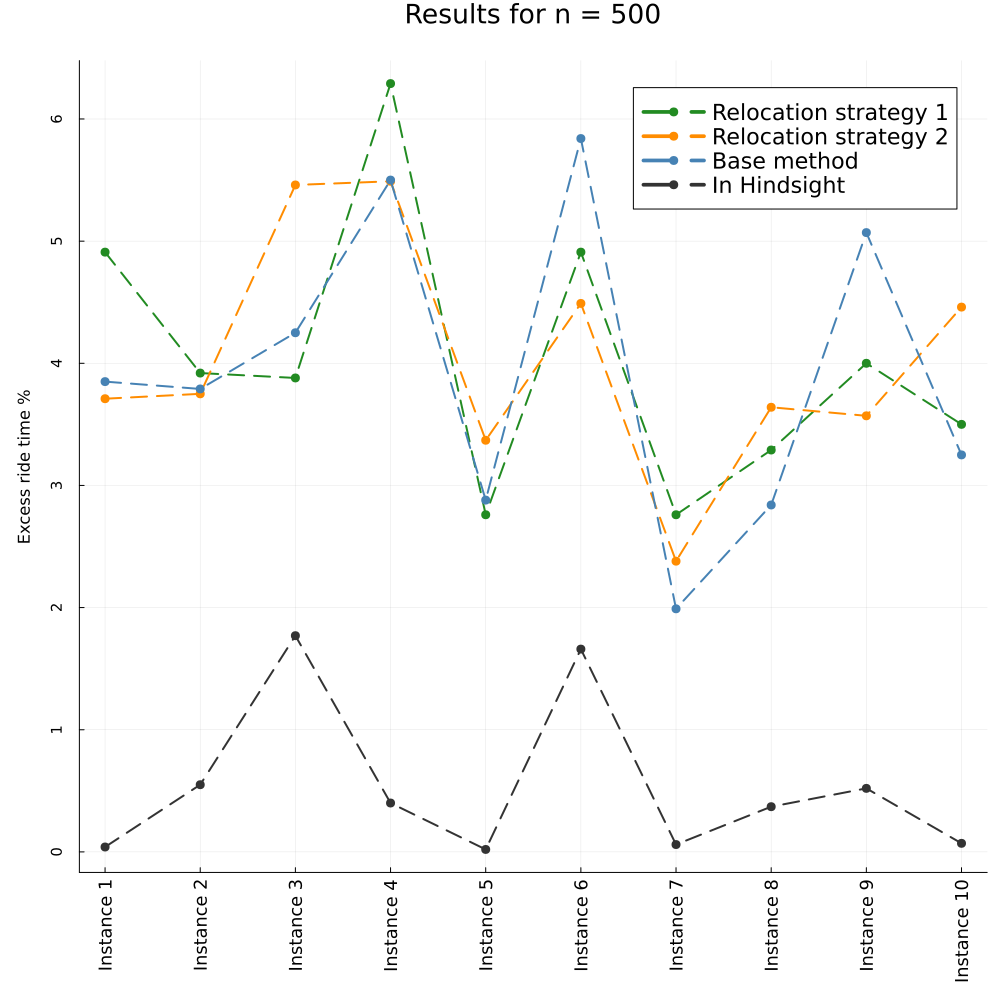 Results for n = 500
Relocation strategy 1
Relocation strategy 2
Base method
In Hindsight
Excess ride time %
6
5
4
3
2
1
0
Instance 1
Instance 2
Instance 3
Instance 4
Instance 5
Instance 6
Instance 7
Instance 8
Instance 9
Instance 10